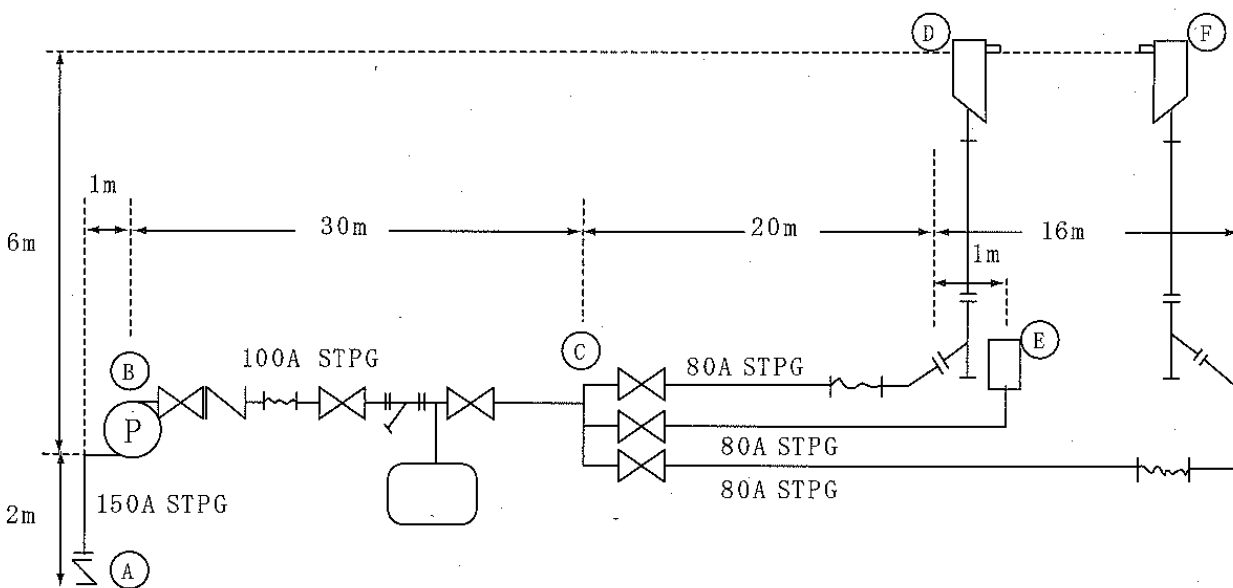 D
F
1m
30m
20m
16m
6m
1m
B
C
E
100A STPG
80A STPG
P
80A STPG
80A STPG
150A STPG
2m
A